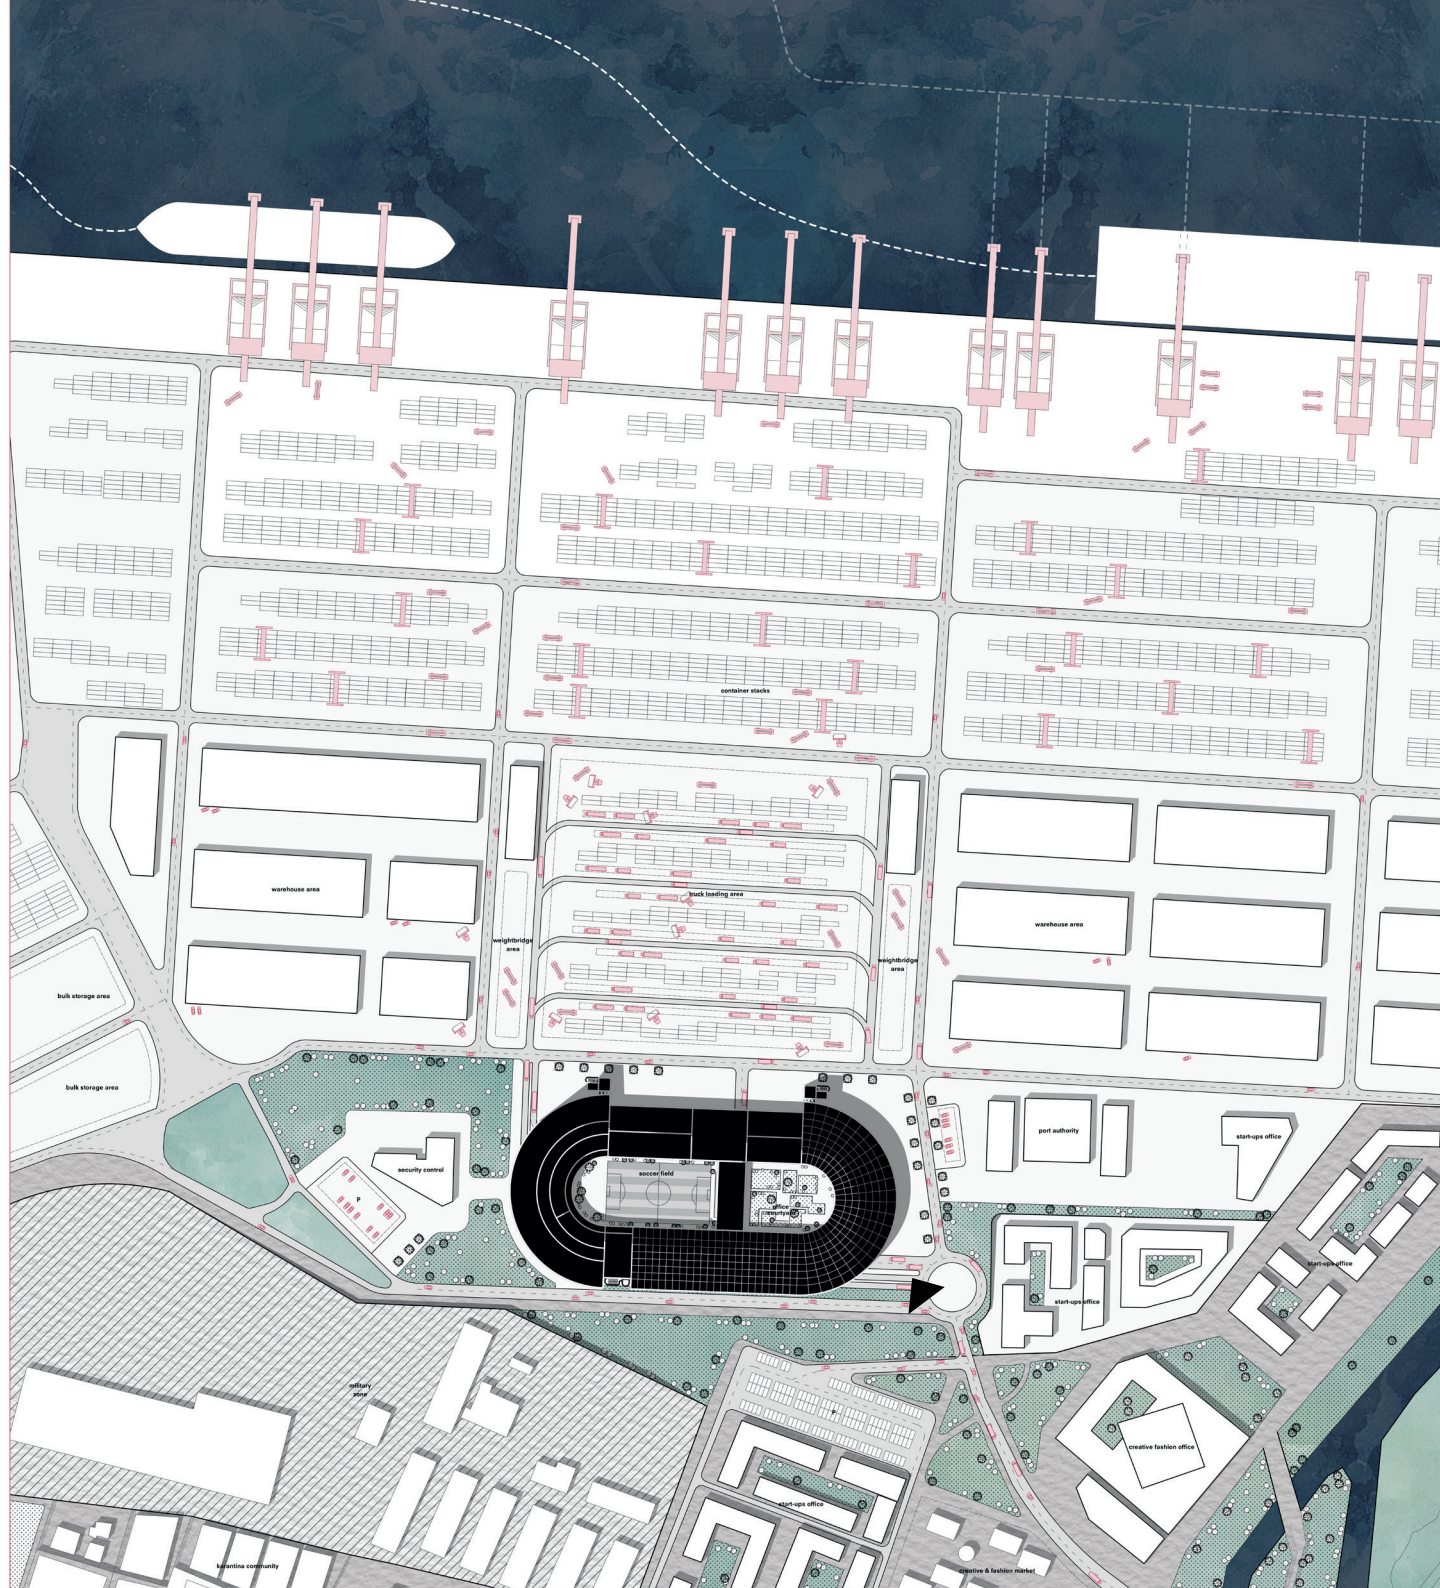 container stacks
warehouse area
truck loading area
warehouse area
weightbridge
area
weightbridge
area
bulk storage area
bulk storage area
port authority
start-ups office
security control
soccer field
P
office
courtyard
start-ups office
start-ups office
military
zone
P
creative fashion office
start-ups office
karantina community
creative & fashion market